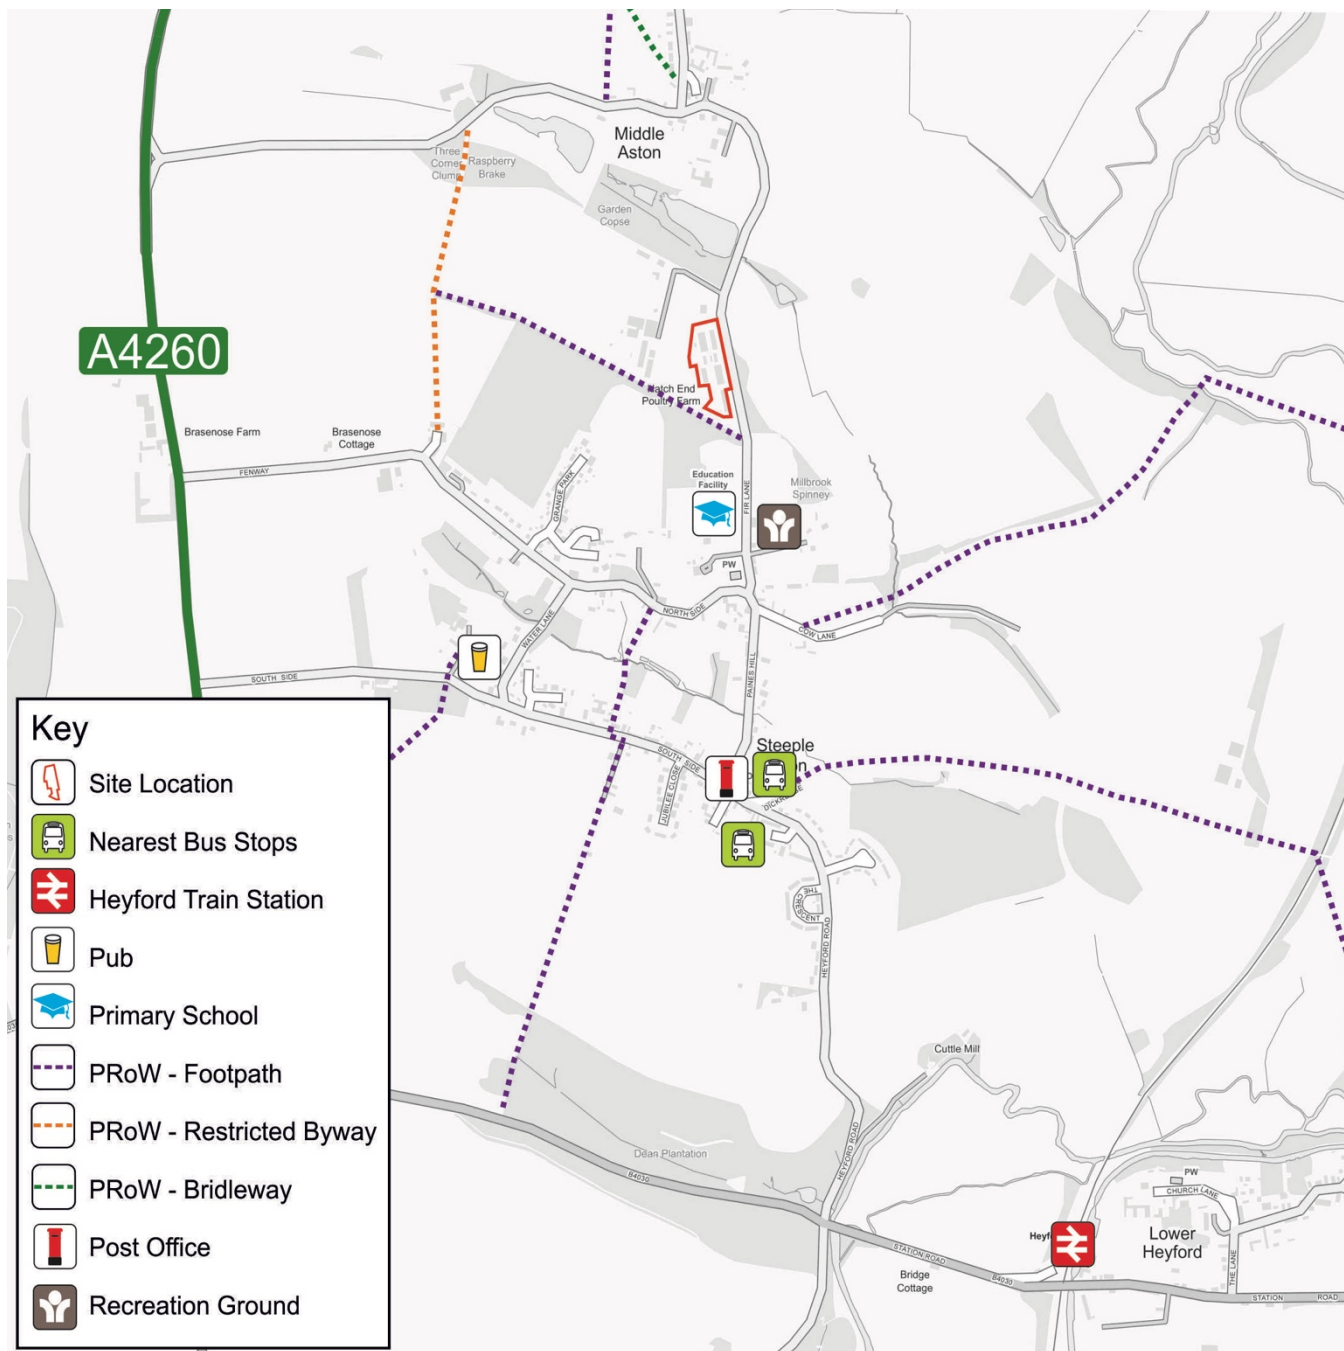 Middle
Aston
Three
Corner
Clump
Raspberry
Brake
Garden
Copse
A4260
Hatch End
Poultry Farm
Brasenose Farm
Brasenose
Cottage
FENWAY
GRANGE PARK
Education
Facility
FIR LANE
Millbrook
Spinney
PW
NORTH SIDE
COW LANE
WATER LANE
PAINES HILL
SOUTH SIDE
SOUTH SIDE
Steeple
JUBILEE CLOSE
THE
CRESCENT
HEYFORD ROAD
Cuttle Mill
HEYFORD ROAD
Dean Plantation
B4030
STATION ROAD
Bridge
Cottage
B4030
PW
CHURCH LANE
Lower
Heyford
THE LANE
STATION ROAD
Key
Site Location
Nearest Bus Stops
Heyford Train Station
Pub
Primary School
PRoW - Footpath
PRoW - Restricted Byway
PRoW - Bridleway
Post Office
Recreation Ground